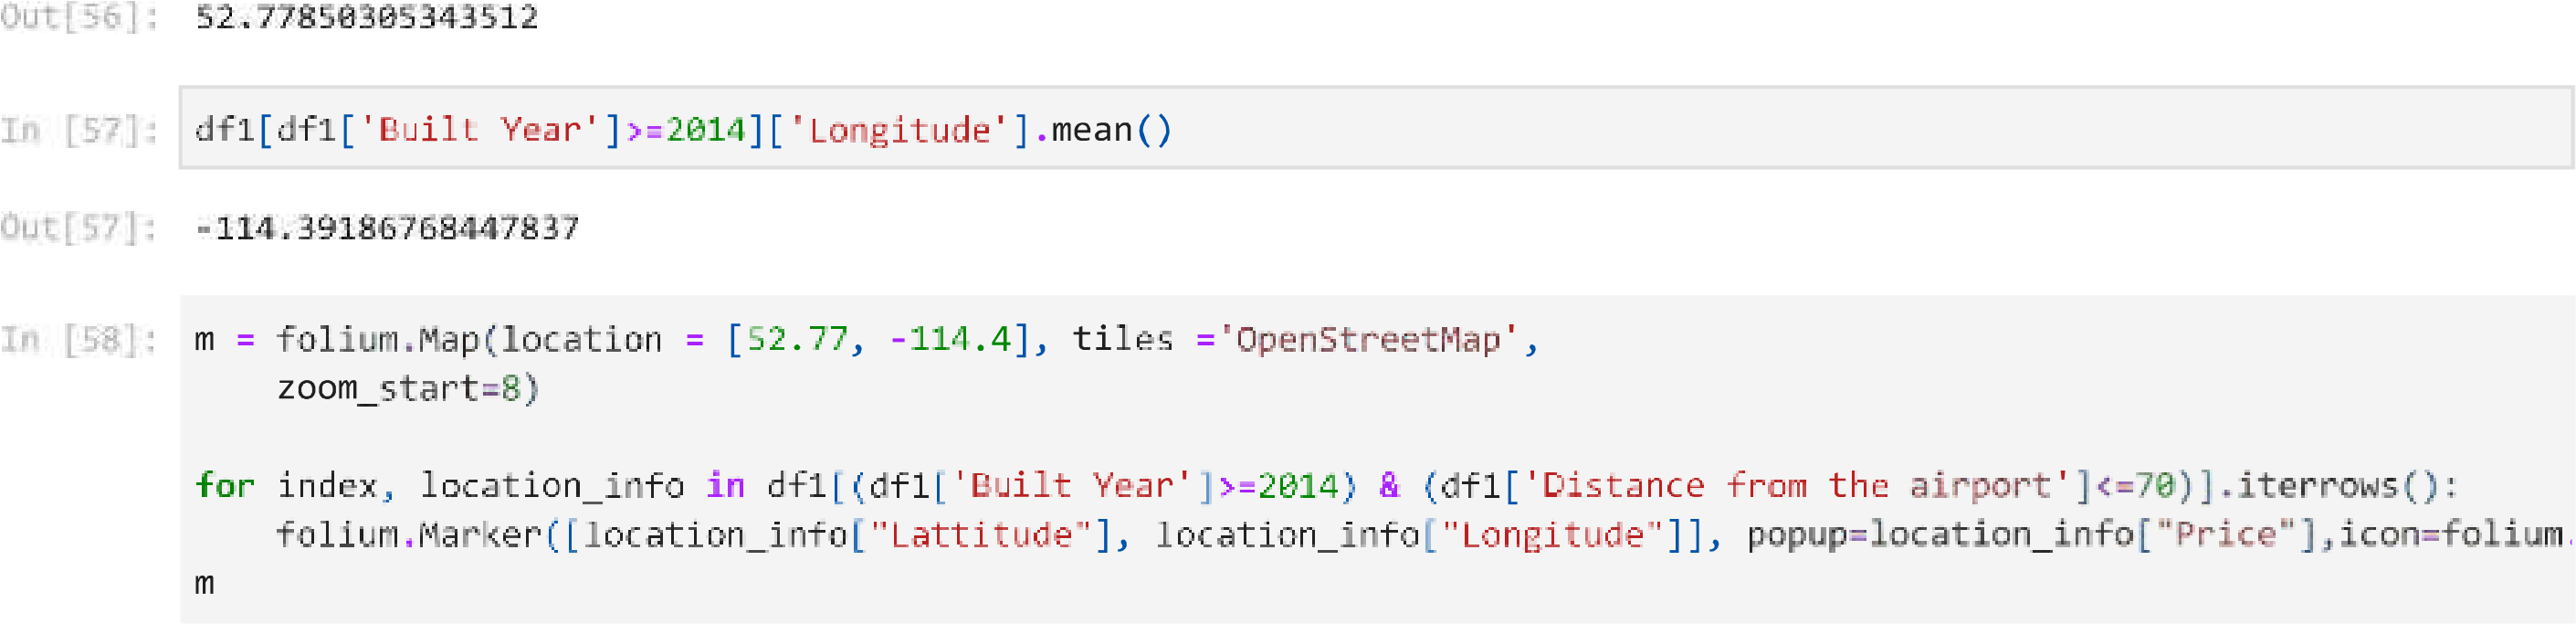 Out[56]: 52.77850305343512
In [57]: df1[df1['Built Year']>=2014]['Longitude'].mean()
Out[57]: -114.39186768447837
In [58]: m = folium.Map(location = [52.77, -114.4], tiles ='OpenStreetMap',
zoom_start=8)
for index, location_info in df1[(df1['Built Year']>=2014) & (df1['Distance from the airport']<=70)].iterrows():
folium.Marker([location_info["Lattitude"], location_info["Longitude"]], popup=location_info["Price"],icon=folium.
m